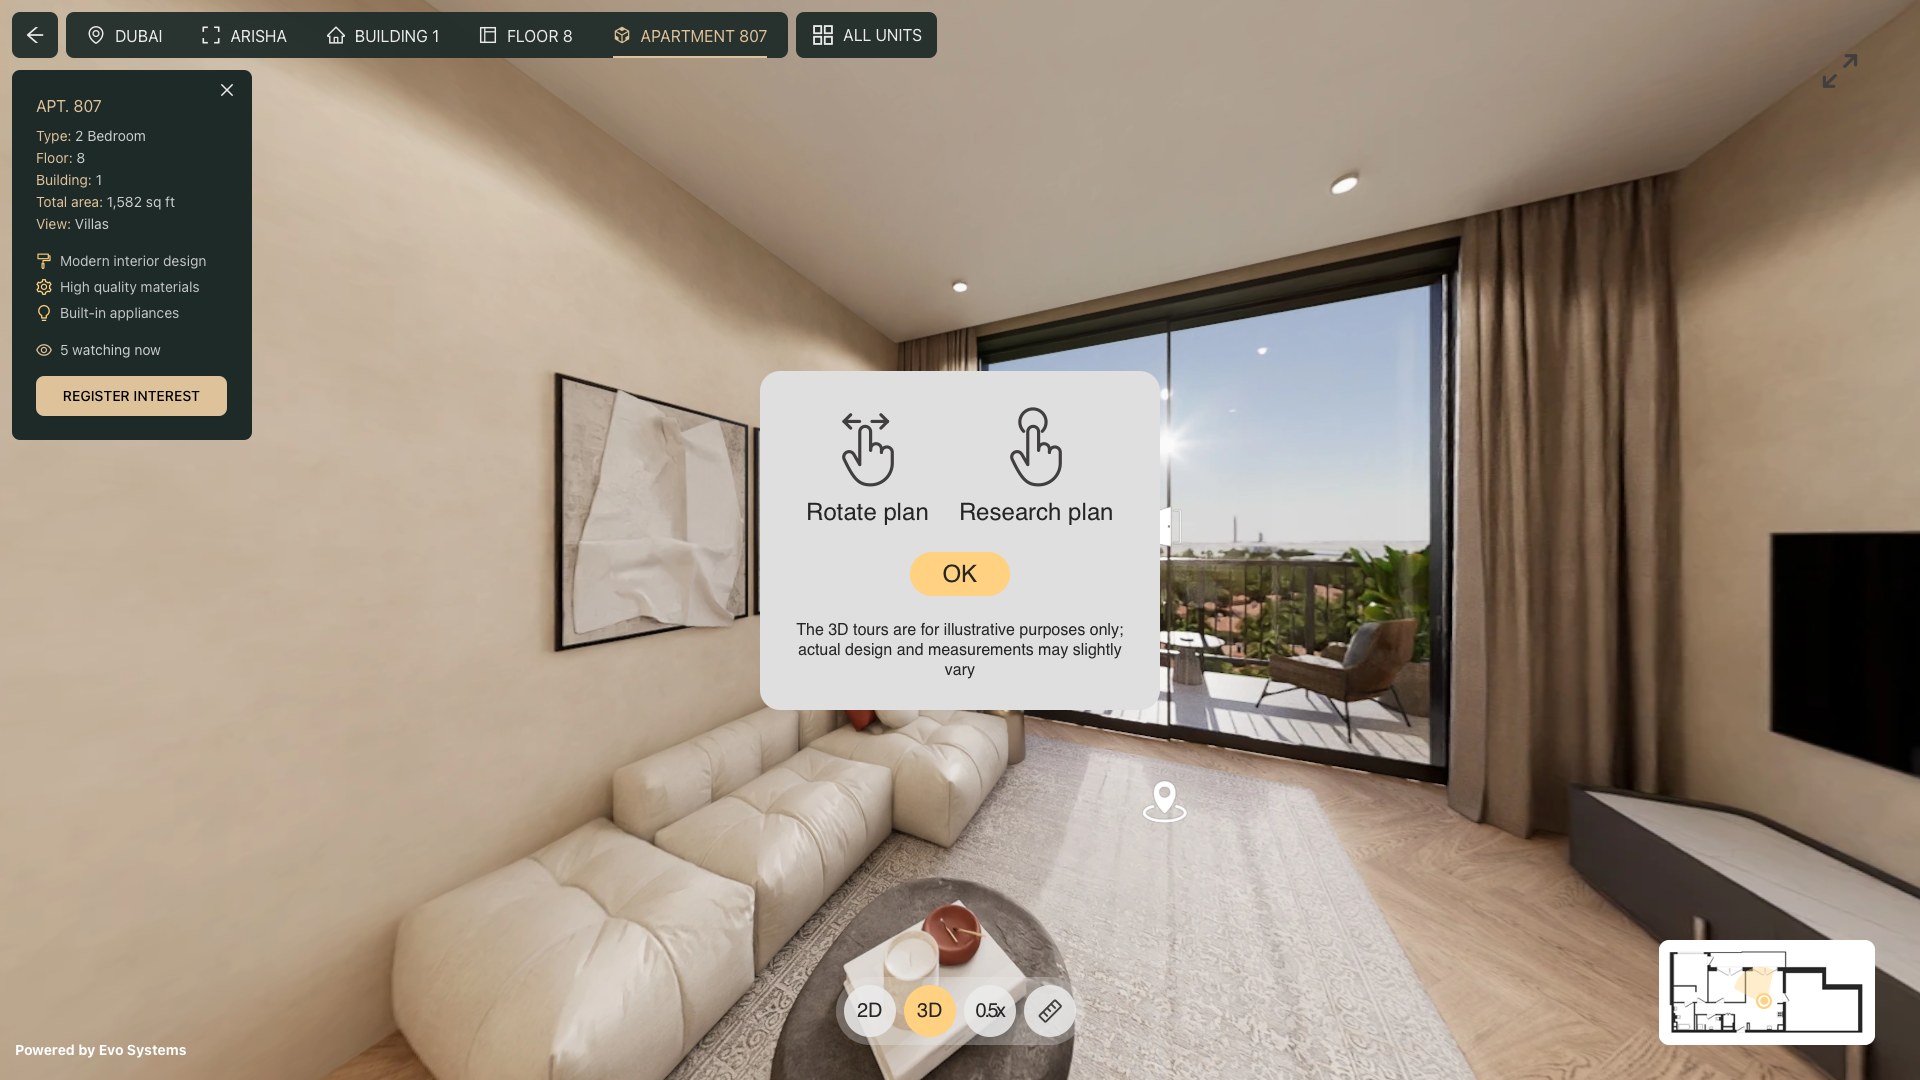 DUBAI
ARISHA
BUILDING 1
FLOOR 8
APARTMENT 807
ALL UNITS
APT. 807
Type: 2 Bedroom
Floor: 8
Building: 1
Total area: 1,582 sq ft
View: Villas
Modern interior design
High quality materials
Built-in appliances
5 watching now
REGISTER INTEREST
Rotate plan
Research plan
OK
The 3D tours are for illustrative purposes only;
actual design and measurements may slightly
vary
2D
3D
0.5x
Powered by Evo Systems